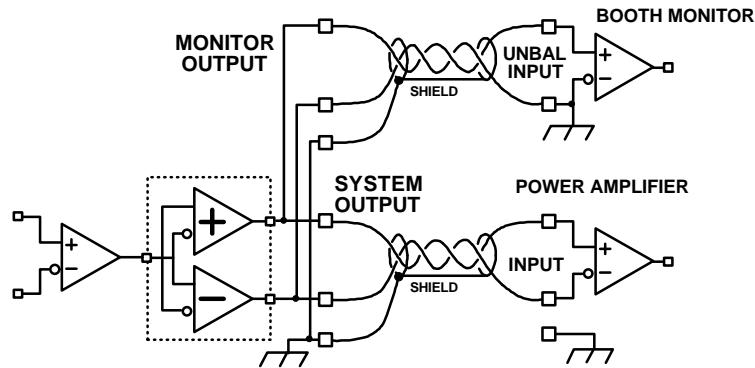 BOOTH MONITOR
MONITOR
OUTPUT
UNBAL
INPUT
+
−
SHIELD
SYSTEM
OUTPUT
POWER AMPLIFIER
+
+
−
−
INPUT
+
−
SHIELD